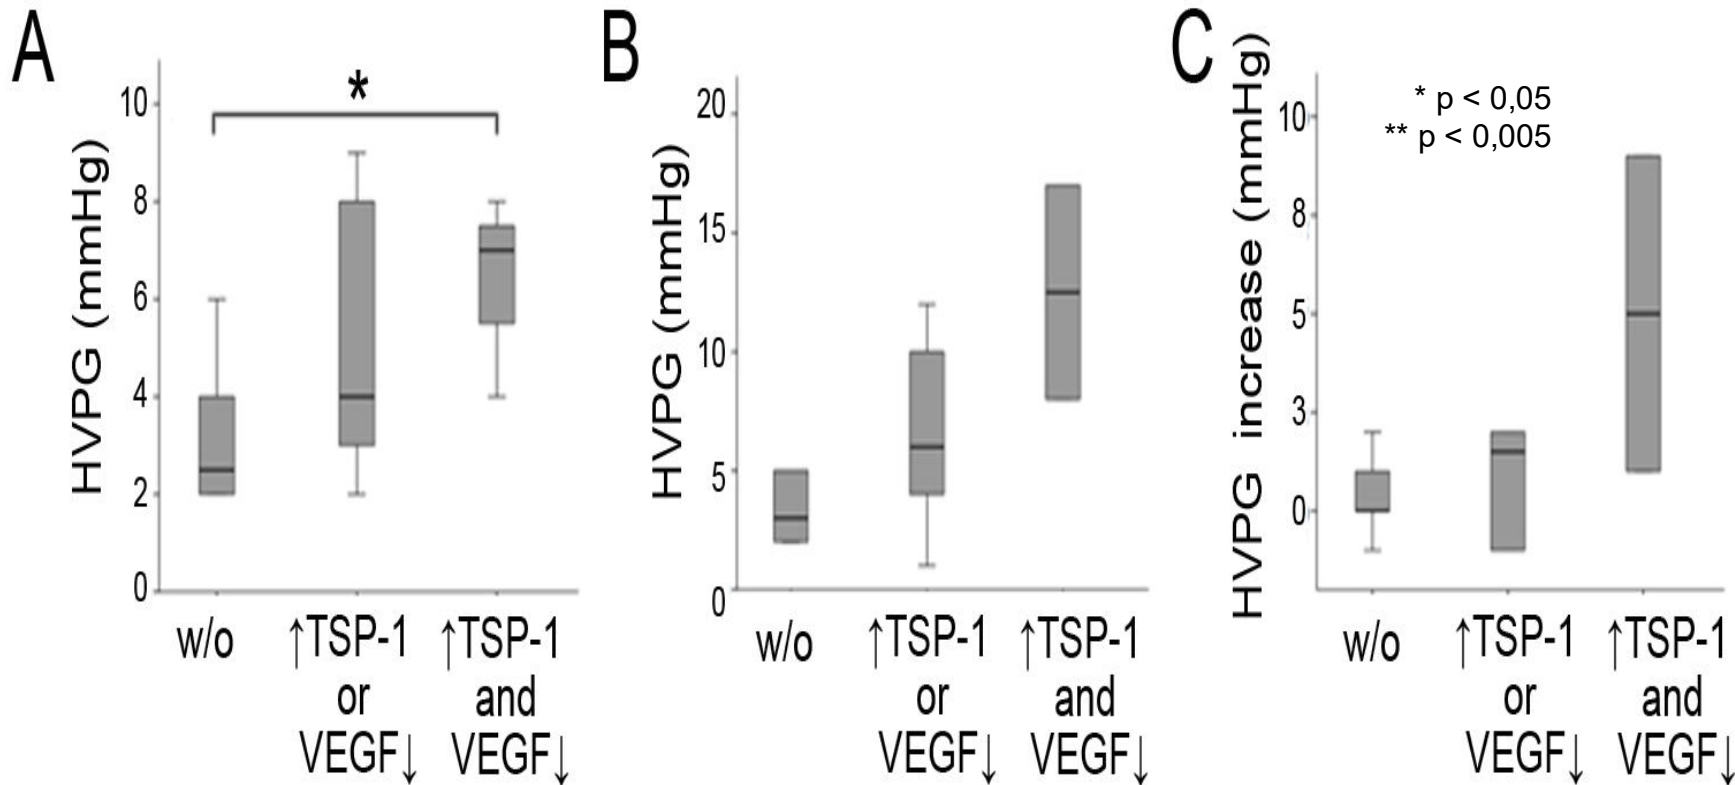 A
HVPG (mmHg)
10
8
6
4
2
0
*
w/o
↑TSP-1
or
VEGF↓
↑TSP-1
and
VEGF↓
B
HVPG (mmHg)
20
15
10
5
0
w/o
↑TSP-1
or
VEGF↓
↑TSP-1
and
VEGF↓
C
HVPG increase (mmHg)
* p < 0,05
** p < 0,005
10
8
5
3
0
w/o
↑TSP-1
or
VEGF↓
↑TSP-1
and
VEGF↓